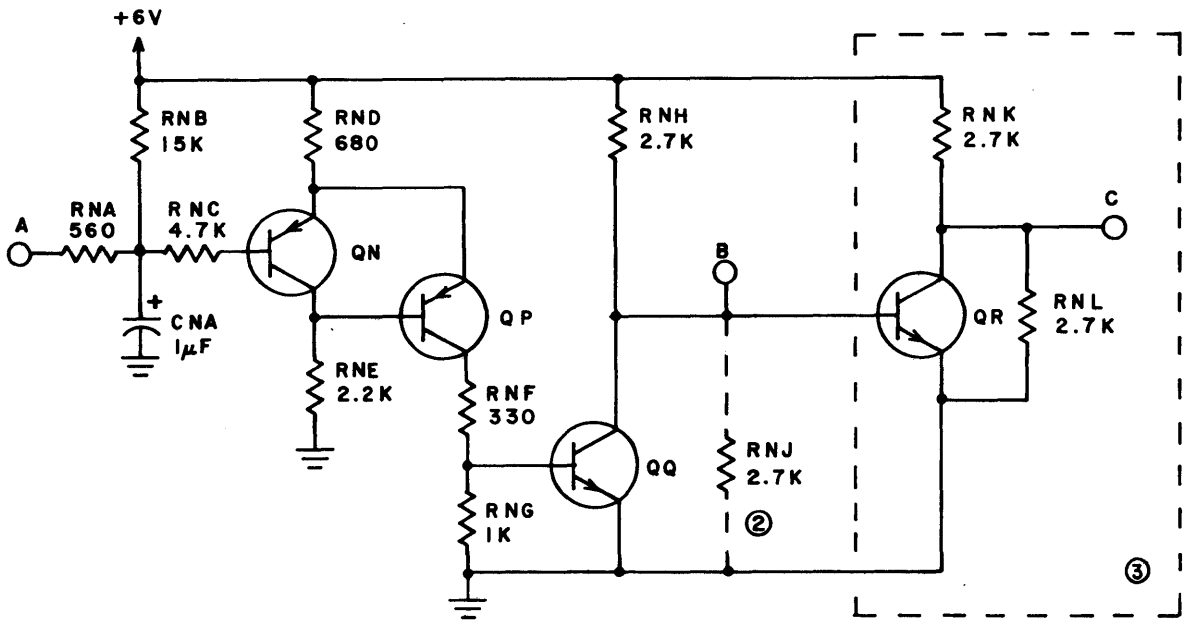 +6V
RNB
15K
RND
680
RNH
2.7K
RNK
2.7K
A
RNA
560
RNC
4.7K
QN
C
B
+
CNA
1μF
QP
QR
RNL
2.7K
RNE
2.2K
RNF
330
QQ
RNJ
2.7K
RNG
1K
②
③